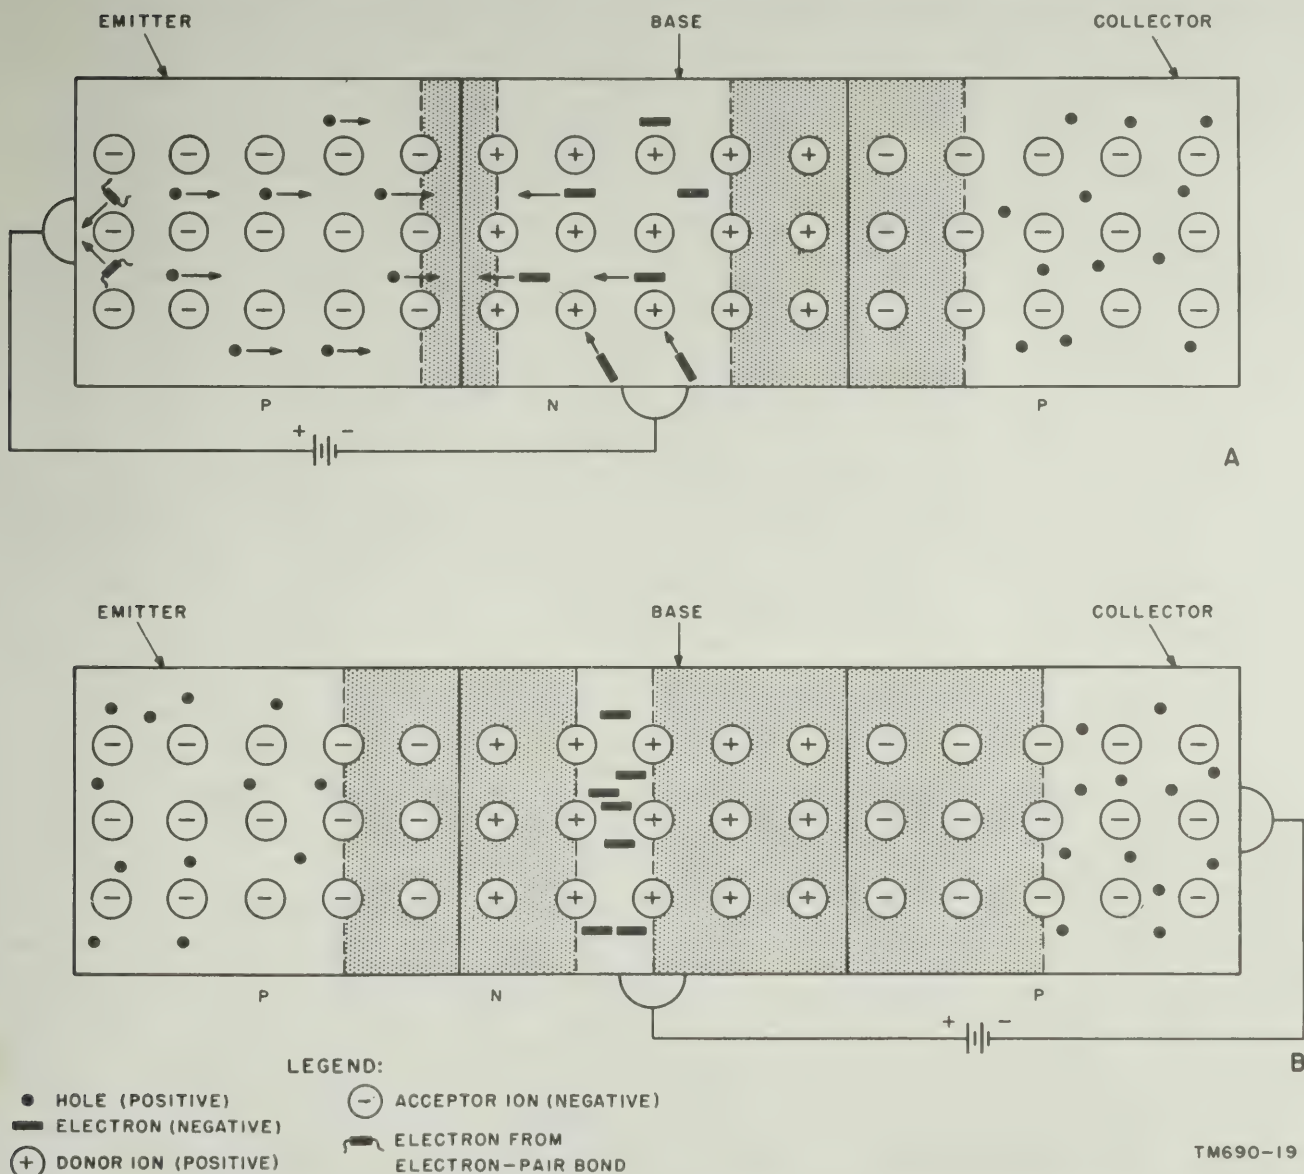 EMITTER BASE COLLECTOR
− − − − − + + + + + − − − − −
− − − − − + + + + + − − − − −
− − − − − + + + + + − − − − −
P N P
+ −
A
EMITTER BASE COLLECTOR
− − − − − + + + + + − − − − −
− − − − − + + + + + − − − − −
− − − − − + + + + + − − − − −
P N P
+ −
B
LEGEND:
HOLE (POSITIVE)
ELECTRON (NEGATIVE)
+ DONOR ION (POSITIVE)
− ACCEPTOR ION (NEGATIVE)
ELECTRON FROM
ELECTRON-PAIR BOND
TM690-19